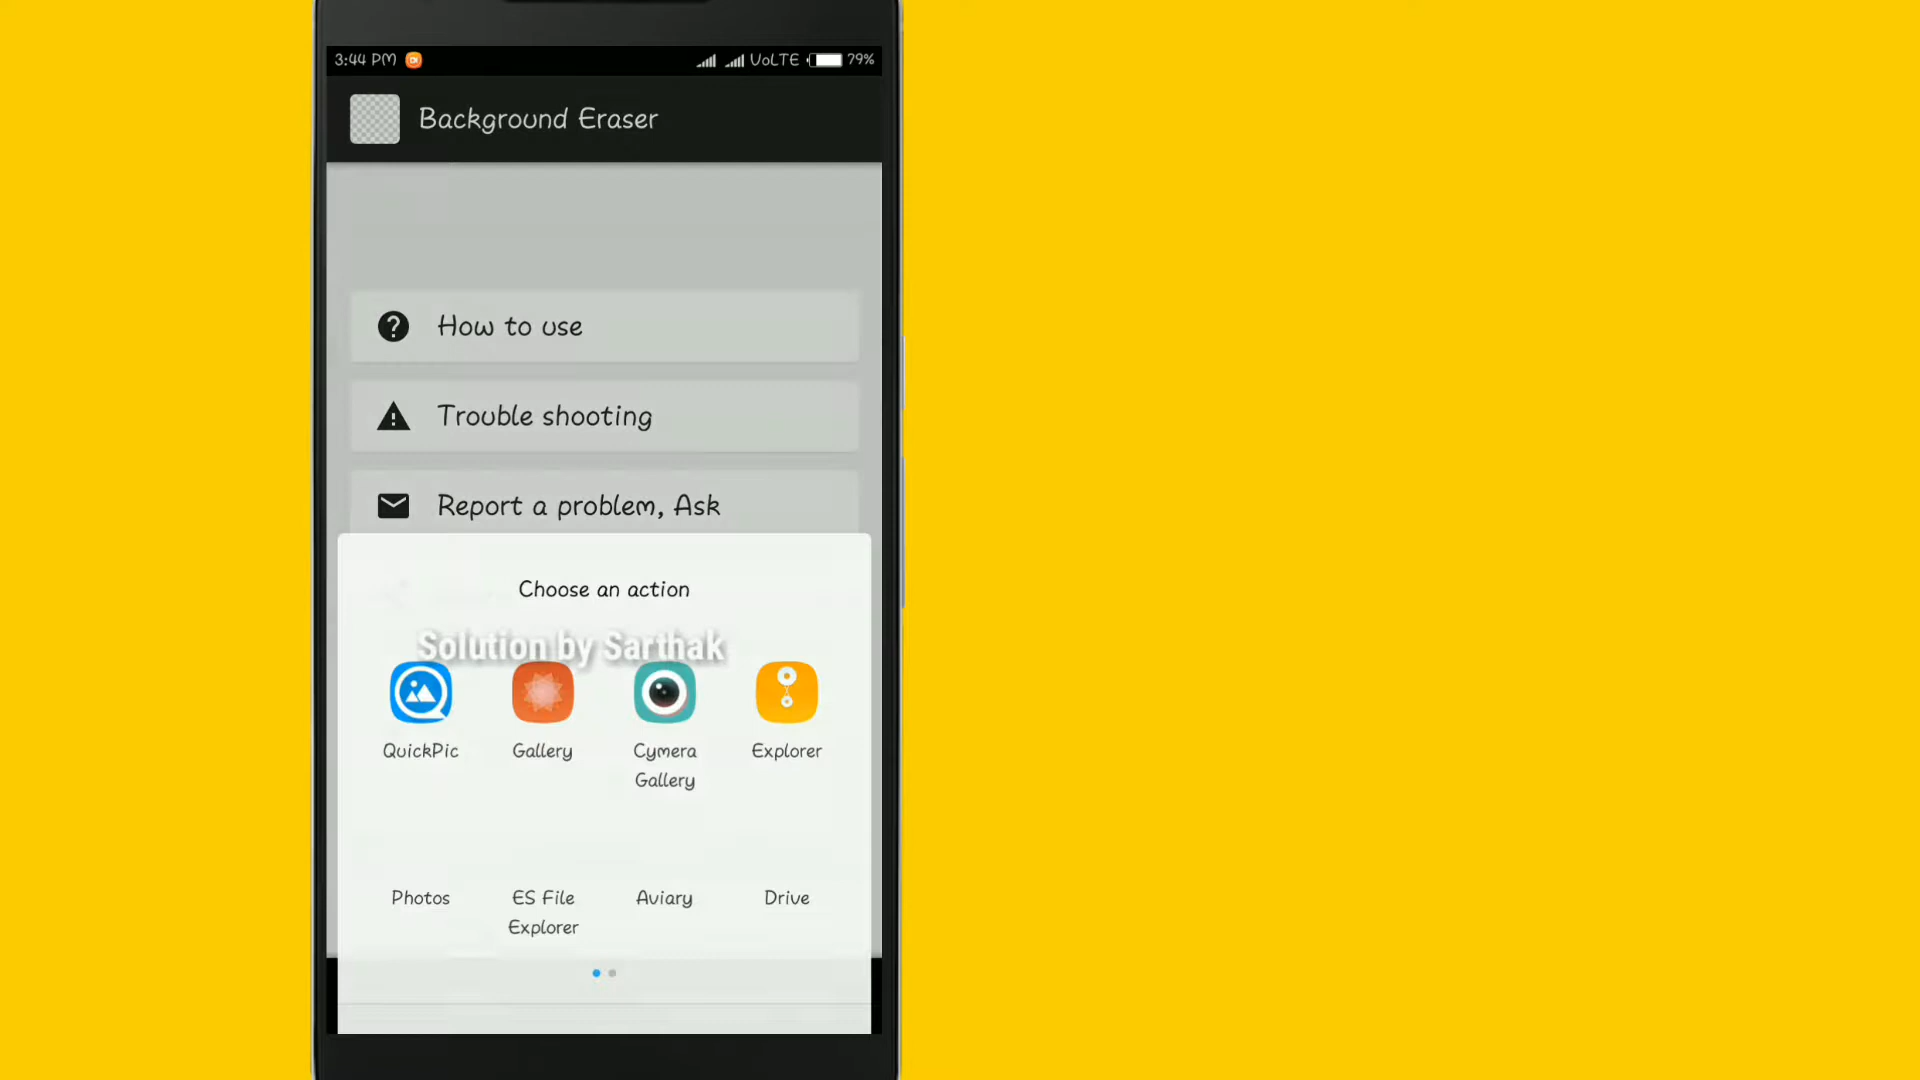 3:44 PM VoLTE 79%
Background Eraser
How to use
Trouble shooting
Report a problem, Ask
Choose an action
Solution by Sarthak
QuickPic Gallery Cymera Explorer
Gallery
Photos ES File Aviary Drive
Explorer